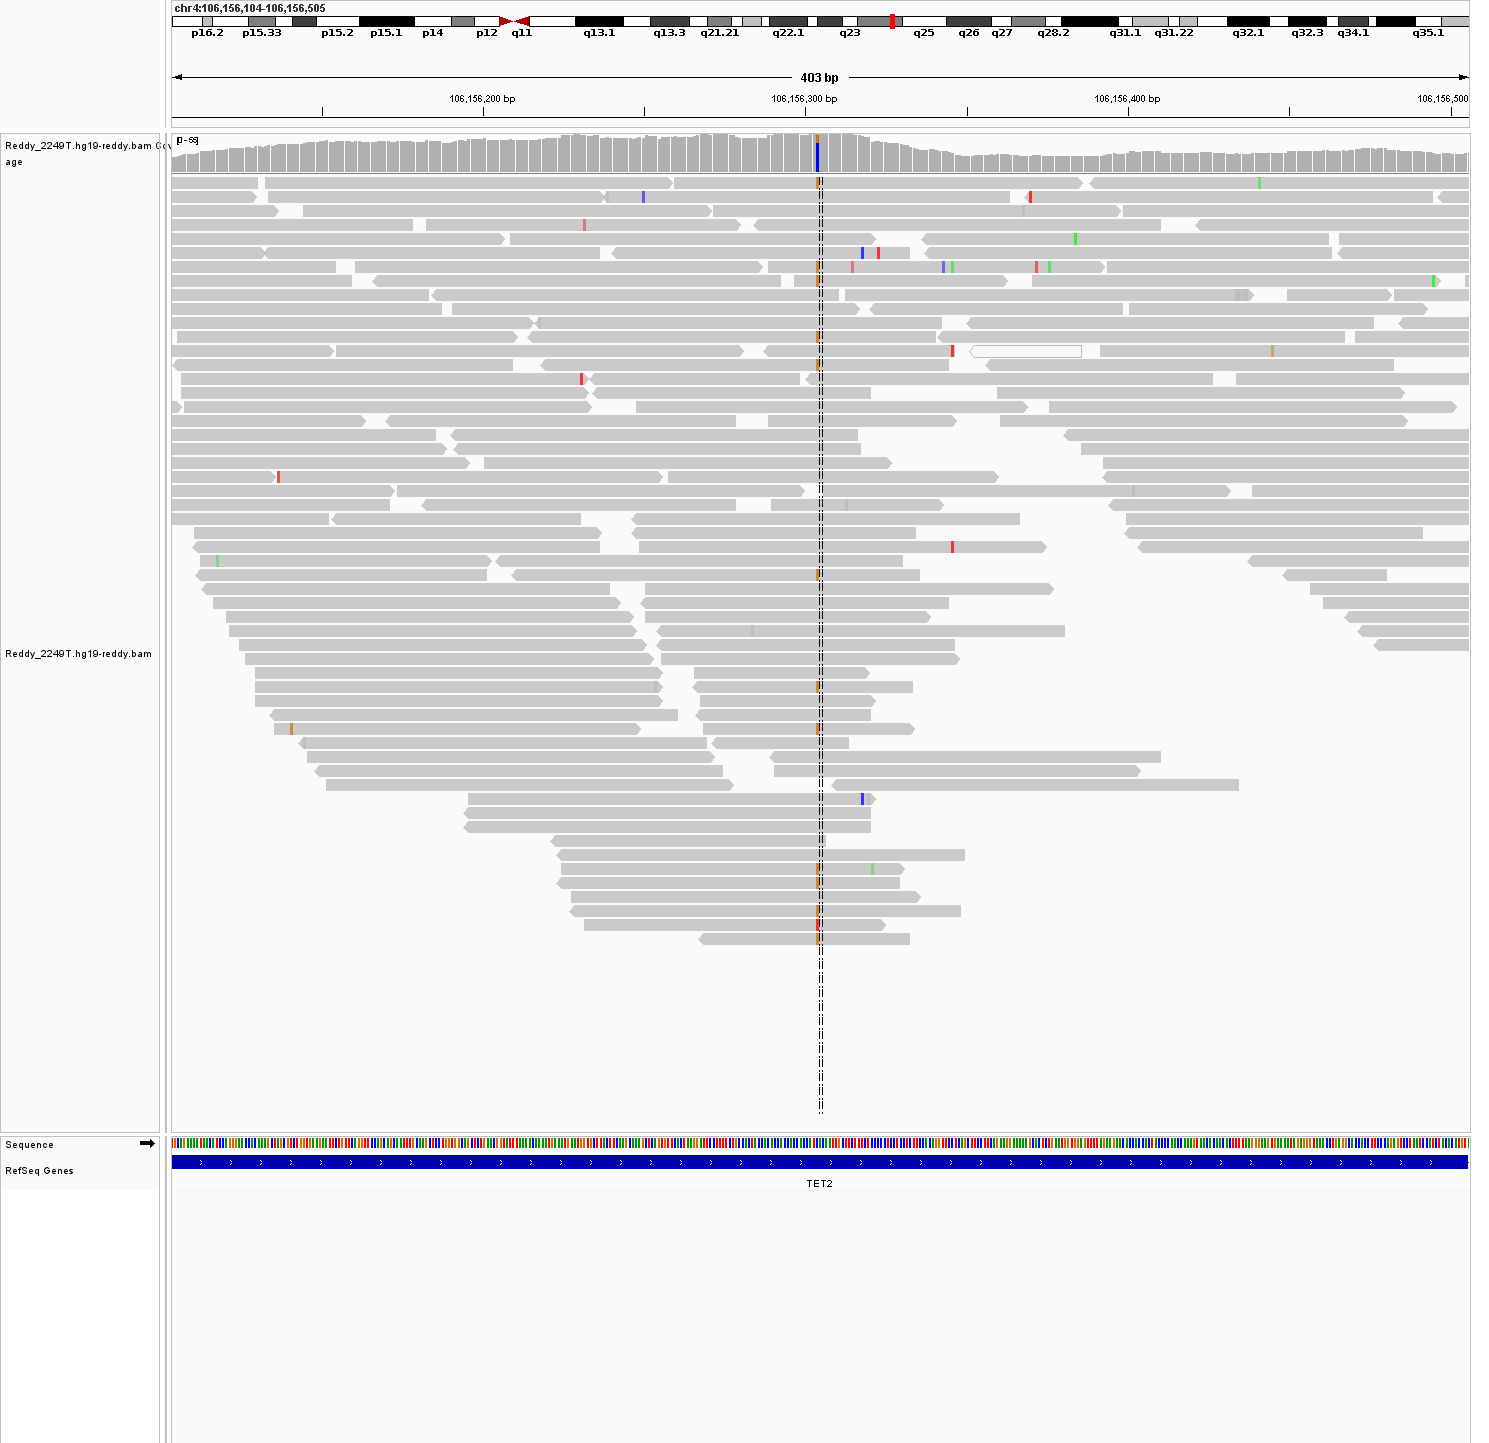 chr4:106,156,104-106,156,505
p16.2 p15.33 p15.2 p15.1 p14 p12 q11 q13.1 q13.3 q21.21 q22.1 q23 q25 q26 q27 q28.2 q31.1 q31.22 q32.1 q32.3 q34.1 q35.1
403 bp
106,156,200 bp 106,156,300 bp 106,156,400 bp 106,156,500
Reddy_2249T.hg19-reddy.bam Cov
age
Reddy_2249T.hg19-reddy.bam
Sequence
RefSeq Genes
TET2